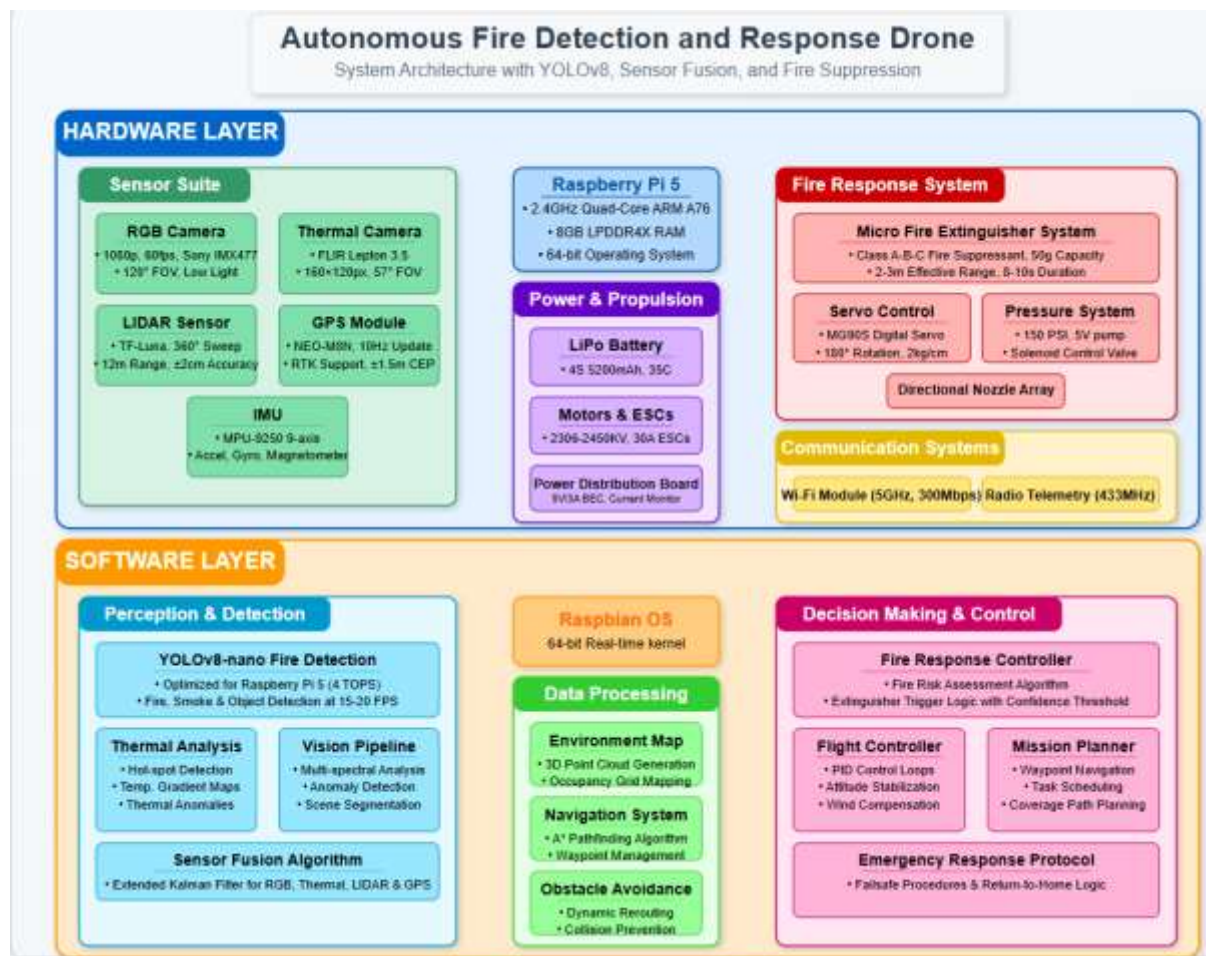 Autonomous Fire Detection and Response Drone
System Architecture with YOLOv8, Sensor Fusion, and Fire Suppression
HARDWARE LAYER
Sensor Suite
RGB Camera
• 1080p, 60fps, Sony IMX477
• 120° FOV, Low Light
Thermal Camera
• FLIR Lepton 3.5
• 160×120px, 57° FOV
LIDAR Sensor
• TF-Luna, 360° Sweep
• 12m Range, ±2cm Accuracy
GPS Module
• NEO-M8N, 10Hz Update
• RTK Support, ±1.5m CEP
IMU
• MPU-9250 9-axis
• Accel, Gyro, Magnetometer
Raspberry Pi 5
• 2.4GHz Quad-Core ARM A76
• 8GB LPDDR4X RAM
• 64-bit Operating System
Power & Propulsion
LiPo Battery
• 4S 5200mAh, 35C
Motors & ESCs
• 2306-2450KV, 30A ESCs
Power Distribution Board
BEC, Current Monitor
Fire Response System
Micro Fire Extinguisher System
• Class A-B-C Fire Suppressant, 50g Capacity
• 2-3m Effective Range, 8-10s Duration
Servo Control
• MG90S Digital Servo
• 180° Rotation, 2kg/cm
Pressure System
• 150 PSI, 5V pump
• Solenoid Control Valve
Directional Nozzle Array
Communication Systems
Wi-Fi Module (5GHz, 300Mbps)
Radio Telemetry (433MHz)
SOFTWARE LAYER
Perception & Detection
YOLOv8-nano Fire Detection
• Optimized for Raspberry Pi 5 (4 TOPS)
• Fire, Smoke & Object Detection at 15-20 FPS
Thermal Analysis
• Hot-spot Detection
• Temp. Gradient Maps
• Thermal Anomalies
Vision Pipeline
• Multi-spectral Analysis
• Anomaly Detection
• Scene Segmentation
Sensor Fusion Algorithm
• Extended Kalman Filter for RGB, Thermal, LIDAR & GPS
Raspbian OS
64-bit Real-time kernel
Data Processing
Environment Map
• 3D Point Cloud Generation
• Occupancy Grid Mapping
Navigation System
• A* Pathfinding Algorithm
• Waypoint Management
Obstacle Avoidance
• Dynamic Rerouting
• Collision Prevention
Decision Making & Control
Fire Response Controller
• Fire Risk Assessment Algorithm
• Extinguisher Trigger Logic with Confidence Threshold
Flight Controller
• PID Control Loops
• Attitude Stabilization
• Wind Compensation
Mission Planner
• Waypoint Navigation
• Task Scheduling
• Coverage Path Planning
Emergency Response Protocol
• Failsafe Procedures & Return-to-Home Logic